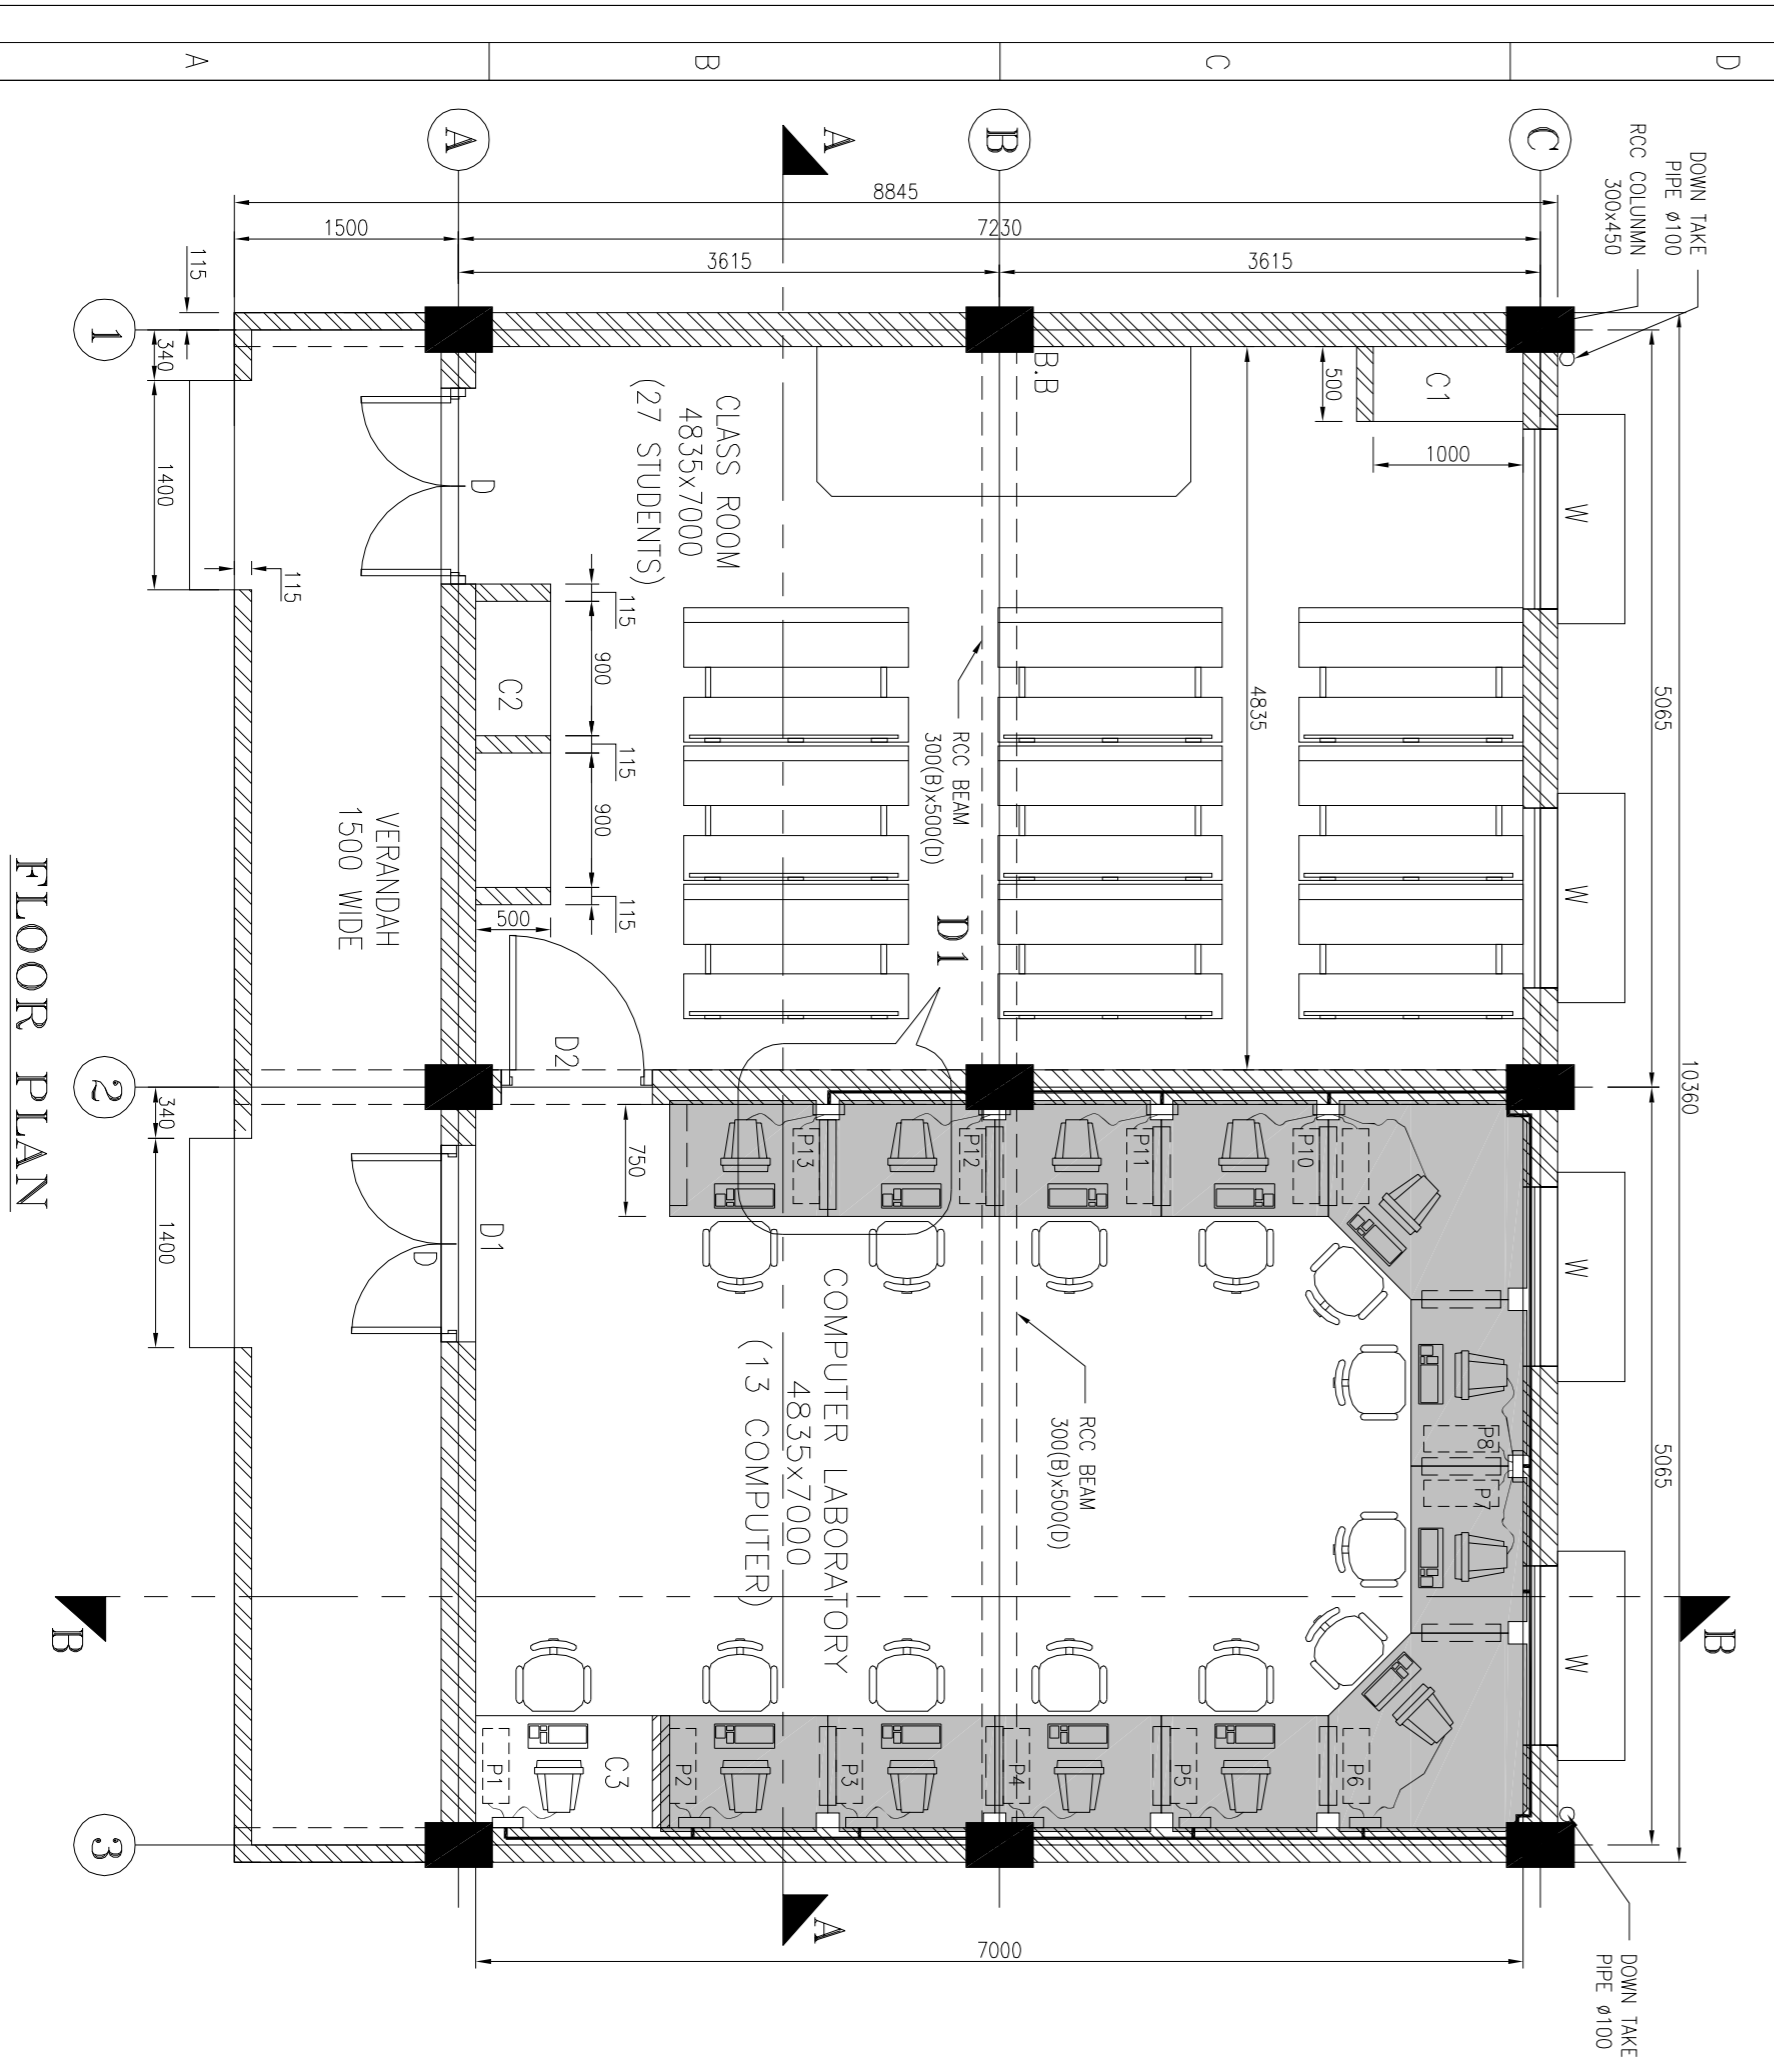 A
B
C
D
A
B
C
A
DOWN TAKE
PIPE ø100
RCC COLUNMN
300x450
8845
1500
7230
3615
3615
115
1
340
1400
115
B.B
500
C1
1000
W
CLASS ROOM
4835x7000
(27 STUDENTS)
D
115
900
C2
115
900
115
500
4835
5065
W
RCC BEAM
300(B)x500(D)
VERANDAH
1500 WIDE
D1
D2
10360
FLOOR PLAN
2
340
1400
750
P13
P12
P11
P10
W
D1
D
COMPUTER LABORATORY
4835x7000
(13 COMPUTER)
RCC BEAM
300(B)x500(D)
P8
P7
5065
B
B
W
C3
P1
P2
P3
P4
P5
P6
3
A
7000
DOWN TAKE
PIPE ø100